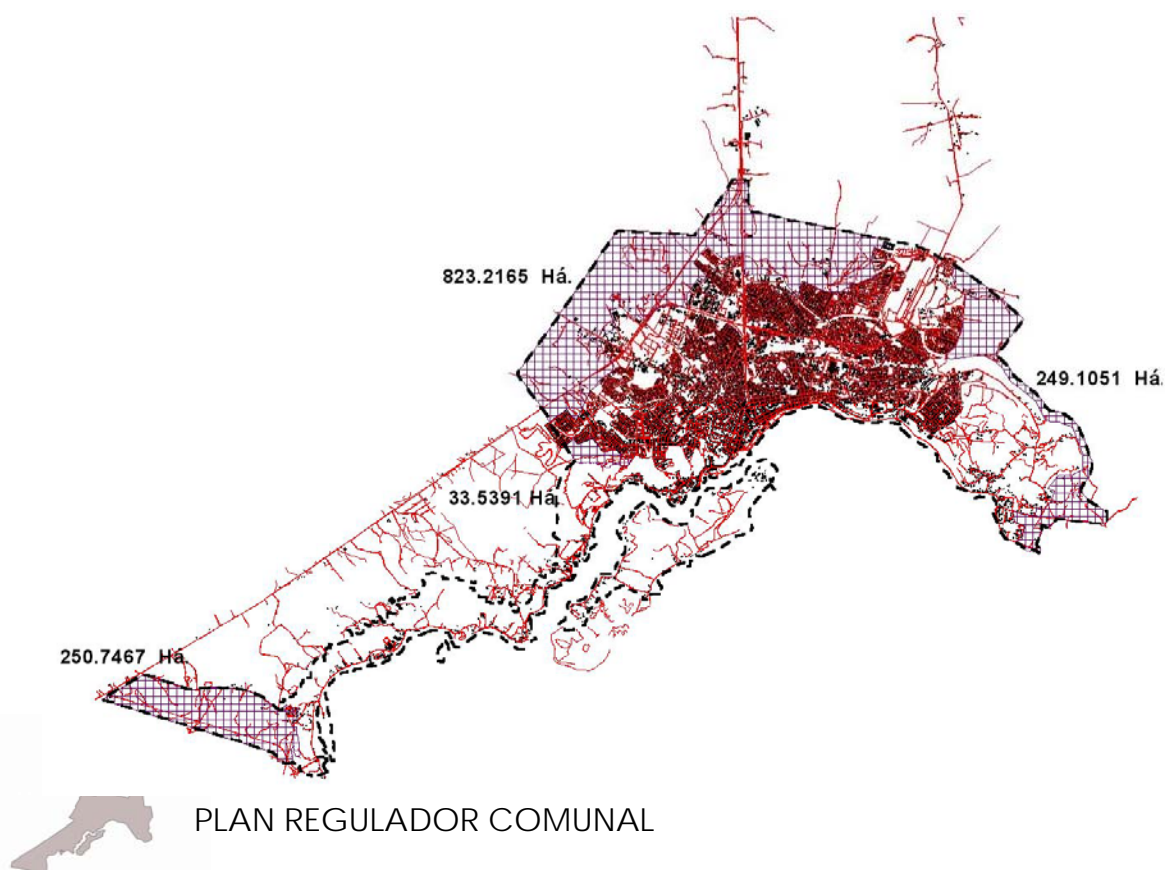 823.2165 Há.
249.1051 Há.
33.5391 Há.
250.7467 Há.
PLAN REGULADOR COMUNAL